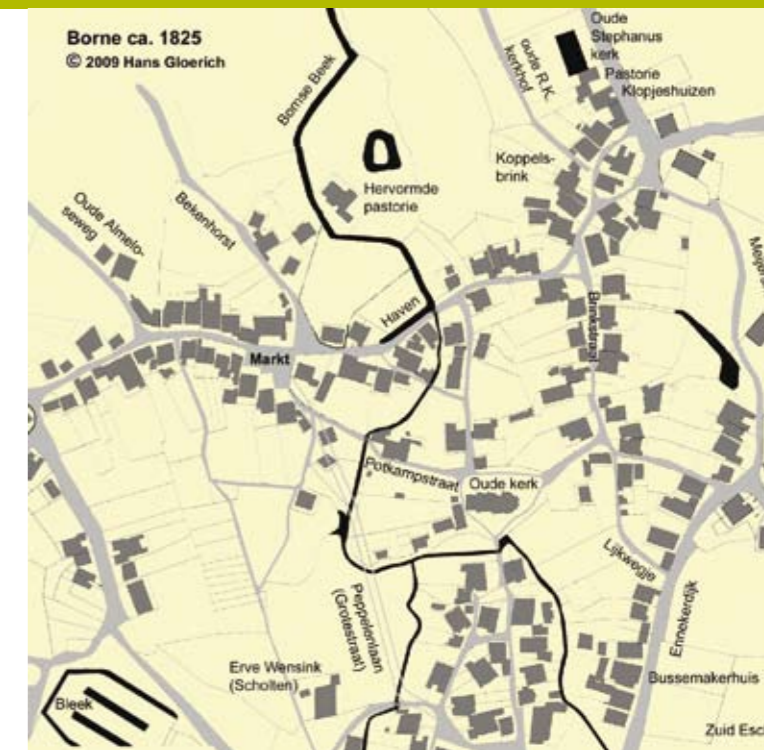 Borne ca. 1825
© 2009 Hans Gloerich
Bornse Beek
oude R.K.
kerkhof
Oude
Stephanus
kerk
Pastorie
Klopjeshuizen
Koppels-
brink
Hervormde
pastorie
Oude Almelo-
seweg
Bekenhorst
Haven
Markt
Brinkstraat
Potkampstraat
Oude kerk
Lijkwegje
Peppelenlaan
(Grotestraat)
Ennekerdijk
Erve Wensink
(Scholten)
Bleek
Bussemakerhuis